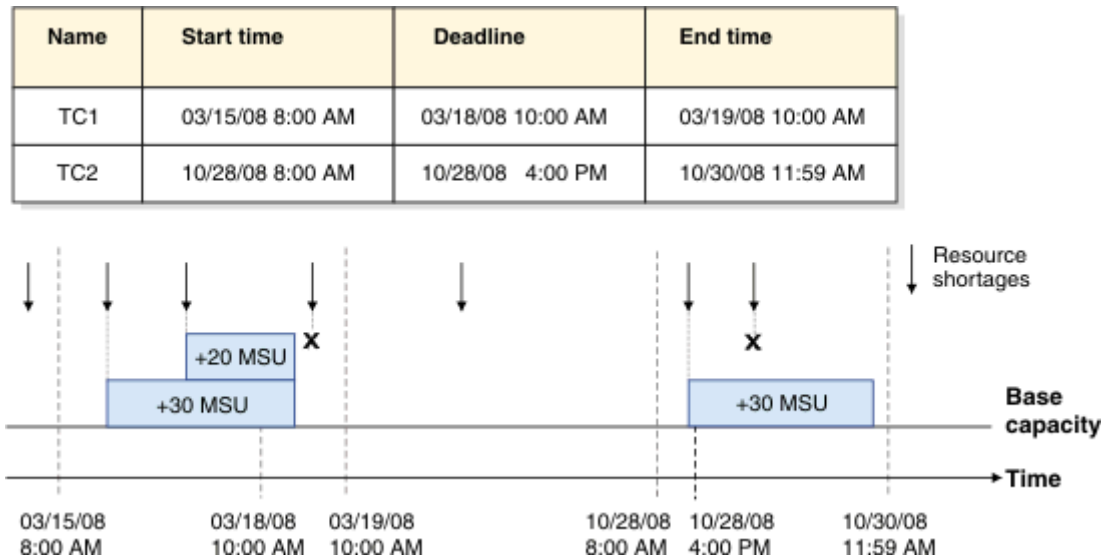 Name Start time Deadline End time
TC1 03/15/08 8:00 AM 03/18/08 10:00 AM 03/19/08 10:00 AM
TC2 10/28/08 8:00 AM 10/28/08 4:00 PM 10/30/08 11:59 AM
Resource
shortages
x x
+20 MSU
+30 MSU +30 MSU
Base
capacity
Time
03/15/08 03/18/08 03/19/08 10/28/08 10/28/08 10/30/08
8:00 AM 10:00 AM 10:00 AM 8:00 AM 4:00 PM 11:59 AM